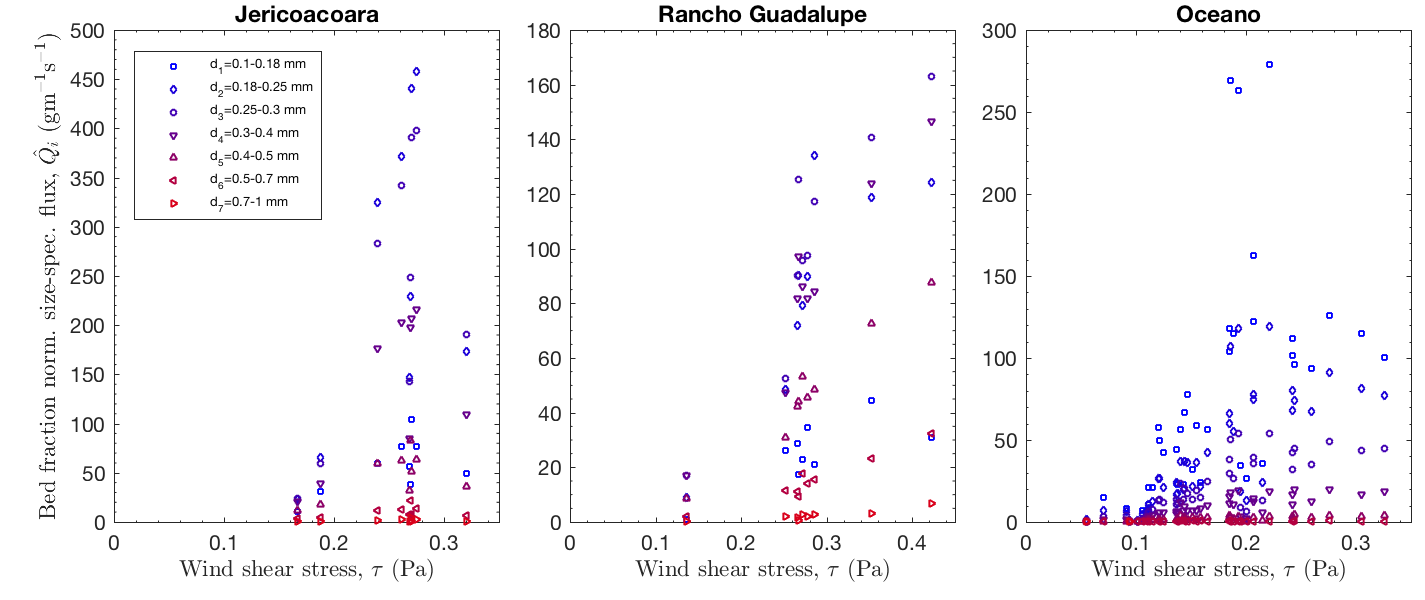 Jericoacoara
Rancho Guadalupe
Oceano
Bed fraction norm. size-spec. flux, Q̂ᵢ (gm⁻¹s⁻¹)
500
450
400
350
300
250
200
150
100
50
0
d₁=0.1-0.18 mm
d₂=0.18-0.25 mm
d₃=0.25-0.3 mm
d₄=0.3-0.4 mm
d₅=0.4-0.5 mm
d₆=0.5-0.7 mm
d₇=0.7-1 mm
0 0.1 0.2 0.3
Wind shear stress, τ (Pa)
180
160
140
120
100
80
60
40
20
0
0 0.1 0.2 0.3 0.4
Wind shear stress, τ (Pa)
300
250
200
150
100
50
0
0 0.1 0.2 0.3
Wind shear stress, τ (Pa)